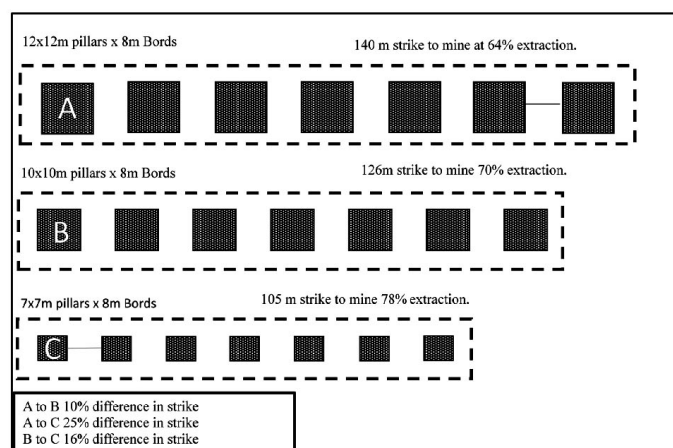 12x12m pillars x 8m Bords
140 m strike to mine at 64% extraction.
A
10x10m pillars x 8m Bords
126m strike to mine 70% extraction.
B
7x7m pillars x 8m Bords
105 m strike to mine 78% extraction.
C
A to B 10% difference in strike
A to C 25% difference in strike
B to C 16% difference in strike